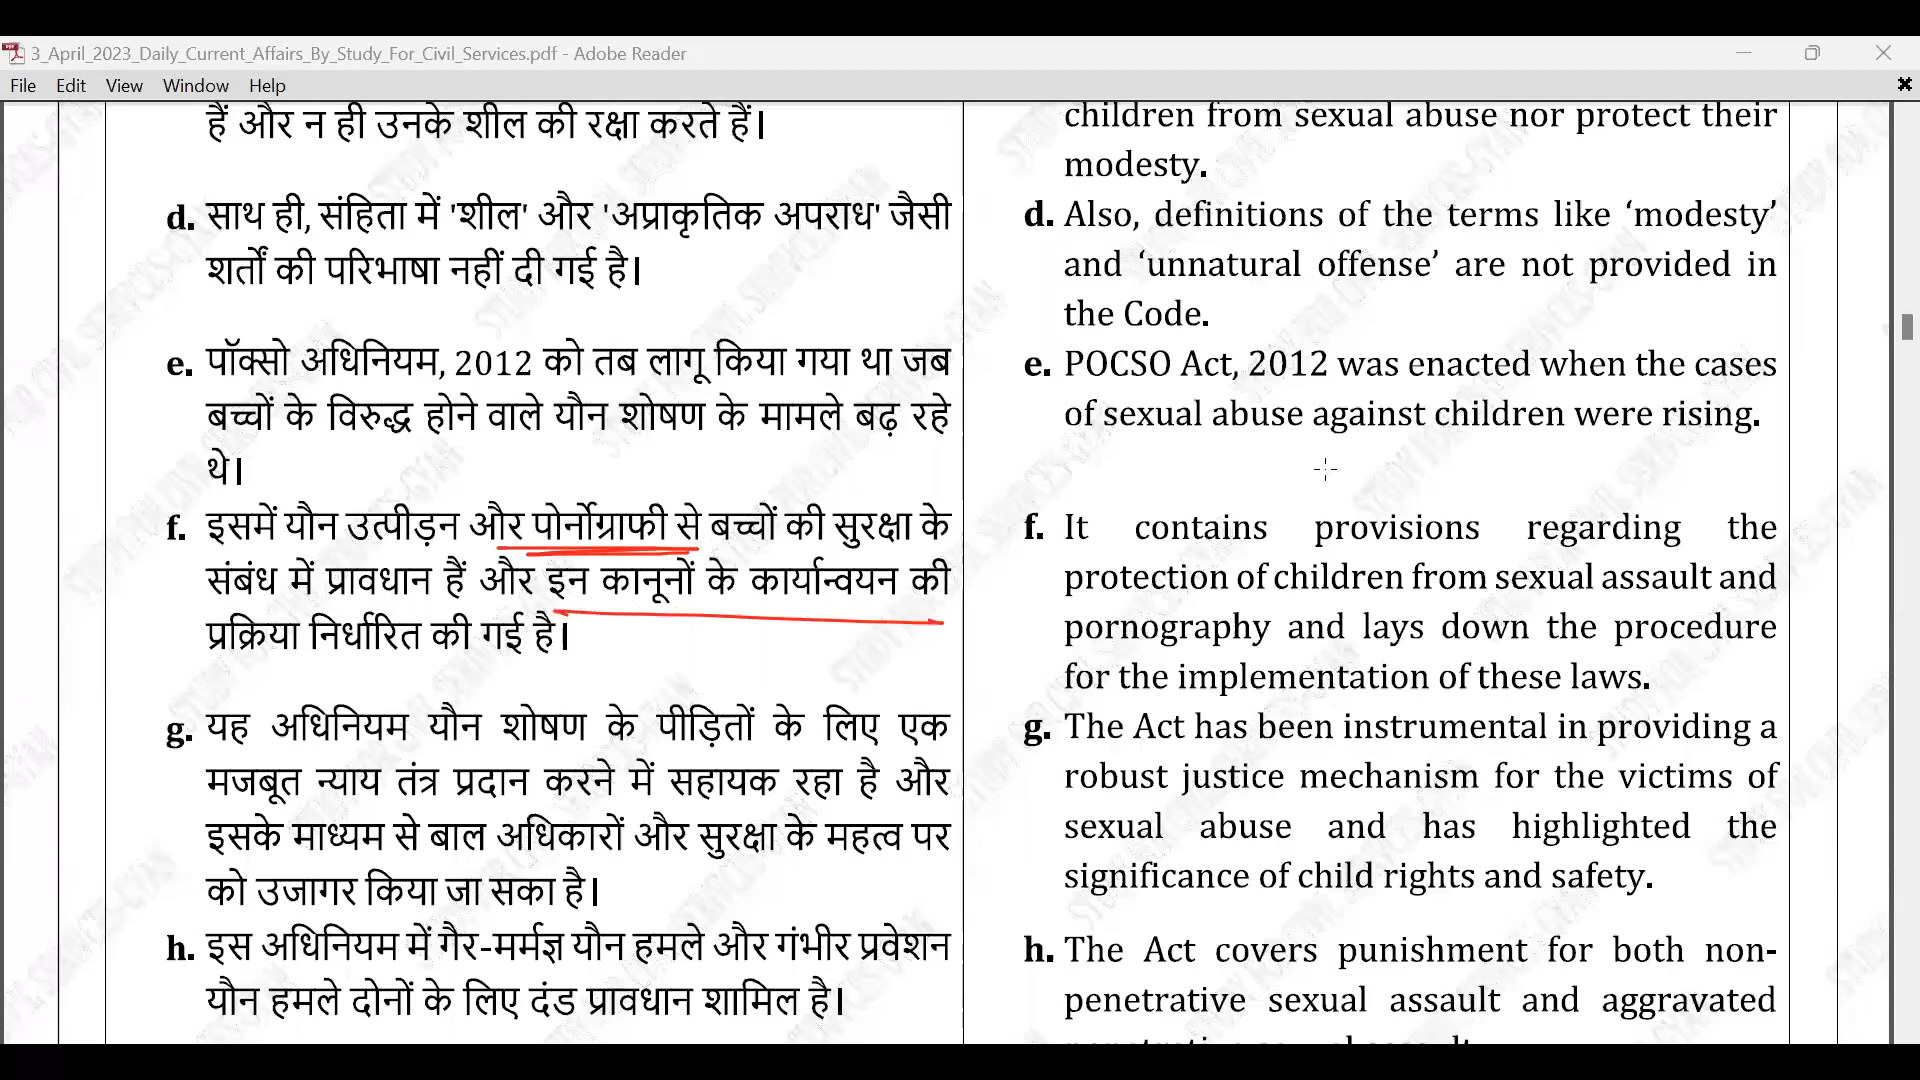 3_April_2023_Daily_Current_Affairs_By_Study_For_Civil_Services.pdf - Adobe Reader
File Edit View Window Help
हैं और न ही उनके शील की रक्षा करते हैं।
d. साथ ही, संहिता में 'शील' और 'अप्राकृतिक अपराध' जैसी
शर्तों की परिभाषा नहीं दी गई है।
e. पॉक्सो अधिनियम, 2012 को तब लागू किया गया था जब
बच्चों के विरुद्ध होने वाले यौन शोषण के मामले बढ़ रहे
थे।
f. इसमें यौन उत्पीड़न और पोर्नोग्राफी से बच्चों की सुरक्षा के
संबंध में प्रावधान हैं और इन कानूनों के कार्यान्वयन की
प्रक्रिया निर्धारित की गई है।
g. यह अधिनियम यौन शोषण के पीड़ितों के लिए एक
मजबूत न्याय तंत्र प्रदान करने में सहायक रहा है और
इसके माध्यम से बाल अधिकारों और सुरक्षा के महत्व पर
को उजागर किया जा सका है।
h. इस अधिनियम में गैर-मर्मज्ञ यौन हमले और गंभीर प्रवेशन
यौन हमले दोनों के लिए दंड प्रावधान शामिल है।
children from sexual abuse nor protect their
modesty.
d. Also, definitions of the terms like ‘modesty’
and ‘unnatural offense’ are not provided in
the Code.
e. POCSO Act, 2012 was enacted when the cases
of sexual abuse against children were rising.
f. It contains provisions regarding the
protection of children from sexual assault and
pornography and lays down the procedure
for the implementation of these laws.
g. The Act has been instrumental in providing a
robust justice mechanism for the victims of
sexual abuse and has highlighted the
significance of child rights and safety.
h. The Act covers punishment for both non-
penetrative sexual assault and aggravated